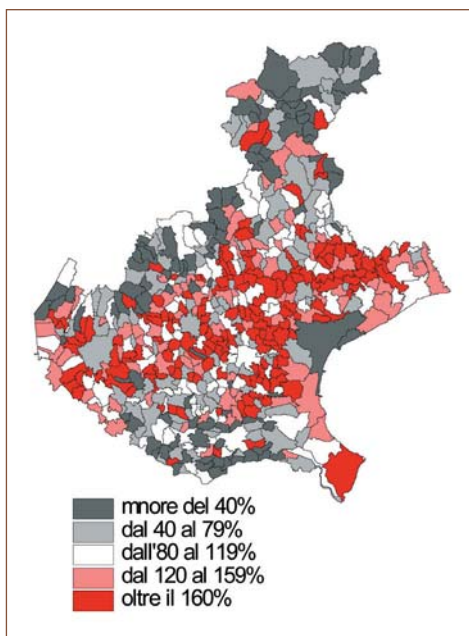 mnore del 40%
dal 40 al 79%
dall'80 al 119%
dal 120 al 159%
oltre il 160%